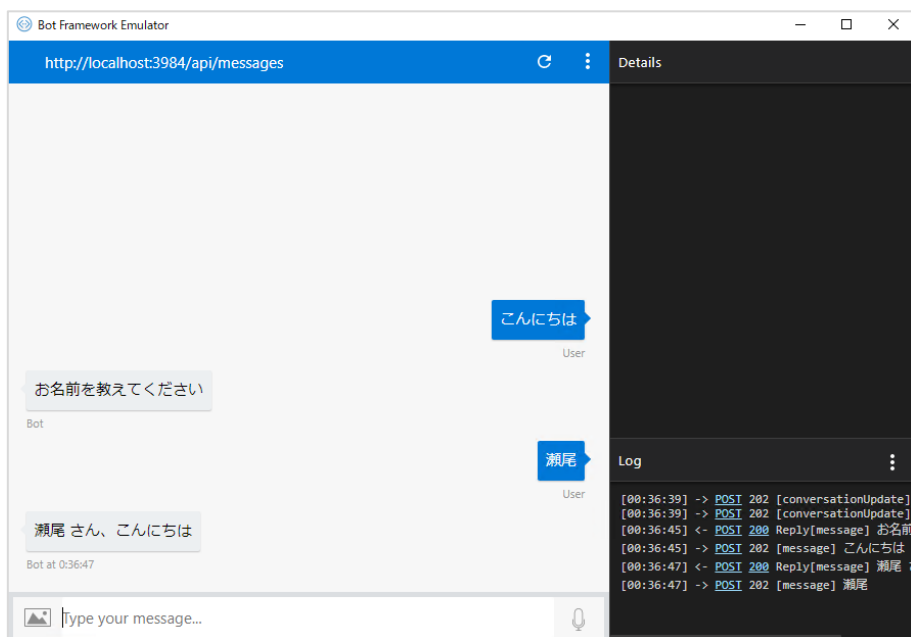 Bot Framework Emulator
http://localhost:3984/api/messages
こんにちは
User
お名前を教えてください
Bot
瀬尾
User
瀬尾 さん、こんにちは
Bot at 0:36:47
Type your message...
Details
Log
[00:36:39] -> POST 202 [conversationUpdate]
[00:36:39] -> POST 202 [conversationUpdate]
[00:36:45] <- POST 200 Reply[message] お名前
[00:36:45] -> POST 202 [message] こんにちは
[00:36:47] <- POST 200 Reply[message] 瀬尾
[00:36:47] -> POST 202 [message] 瀬尾